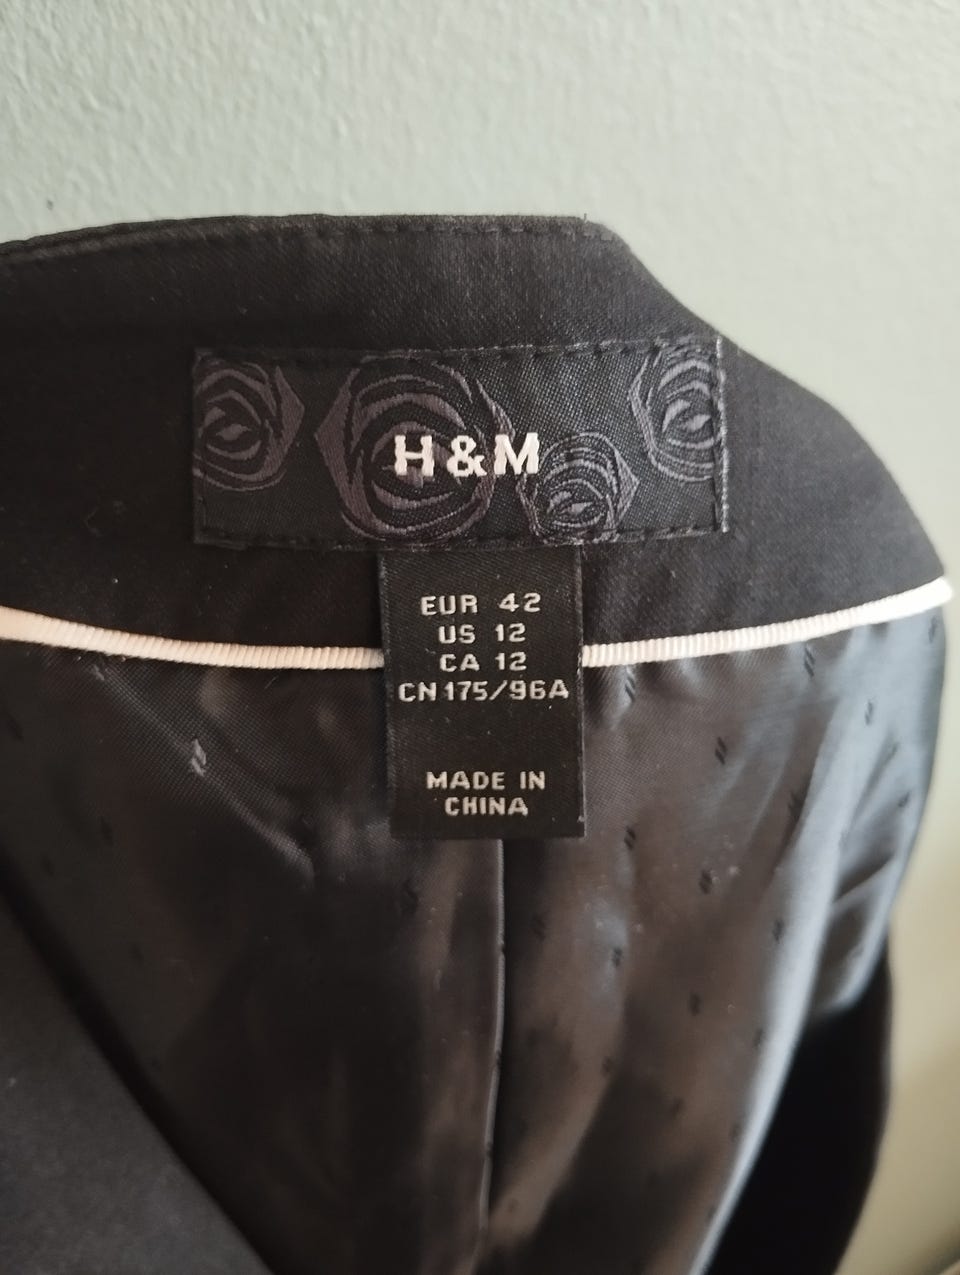 H&M
EUR 42
US 12
CA 12
CN 175/96A
MADE IN
CHINA